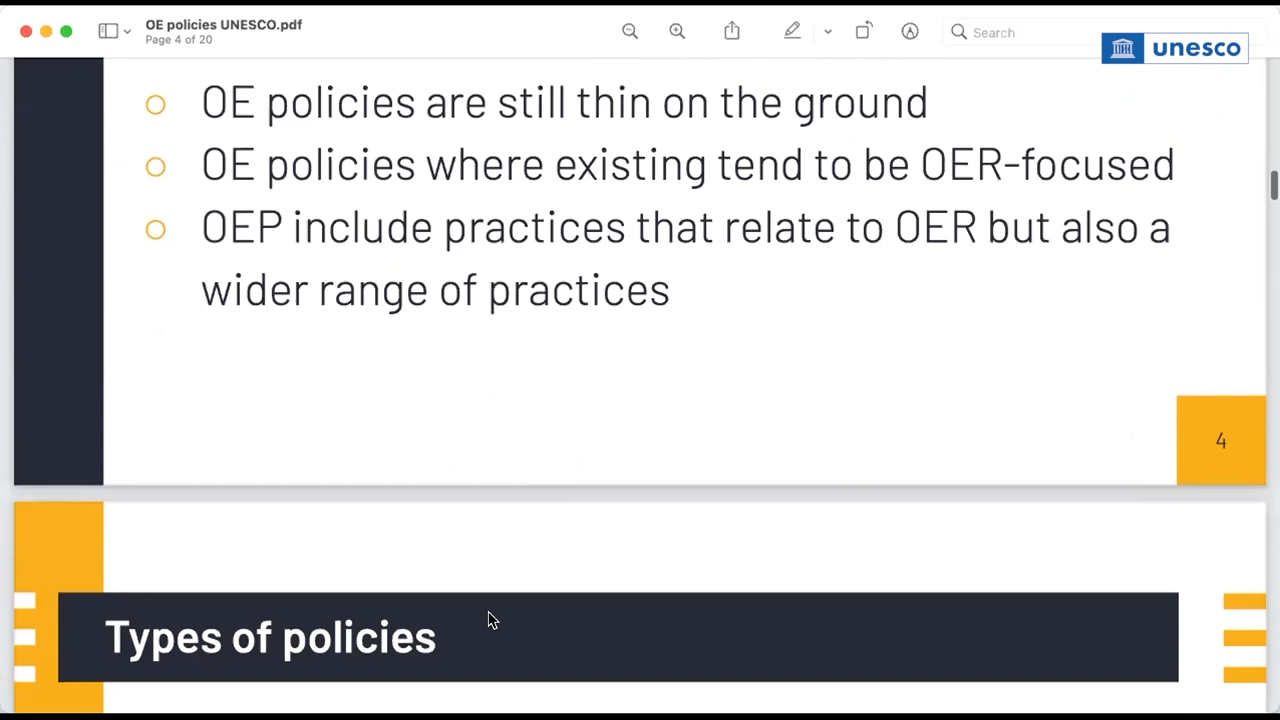 OE policies UNESCO.pdf
Page 4 of 20
Search
unesco
OE policies are still thin on the ground
OE policies where existing tend to be OER-focused
OEP include practices that relate to OER but also a
wider range of practices
4
Types of policies